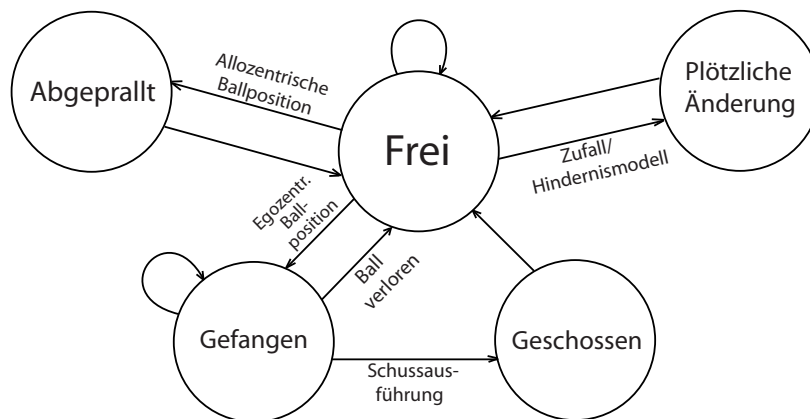 Abgeprallt
Allozentrische
Ballposition
Frei
Plötzliche
Änderung
Zufall/
Hindernismodell
Egozentr.
Ball-
position
Ball
verloren
Gefangen
Schussaus-
führung
Geschossen